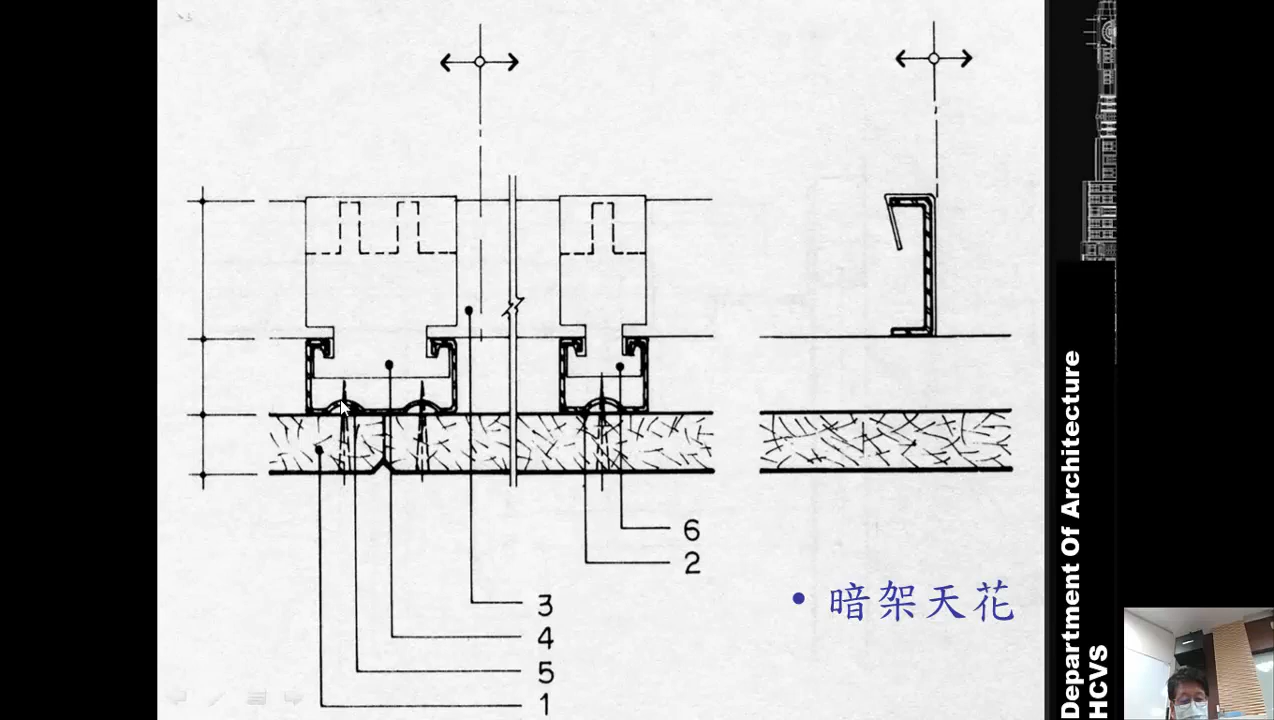 6
2
3
4
5
1
• 暗架天花
Department Of Architecture
HCVS